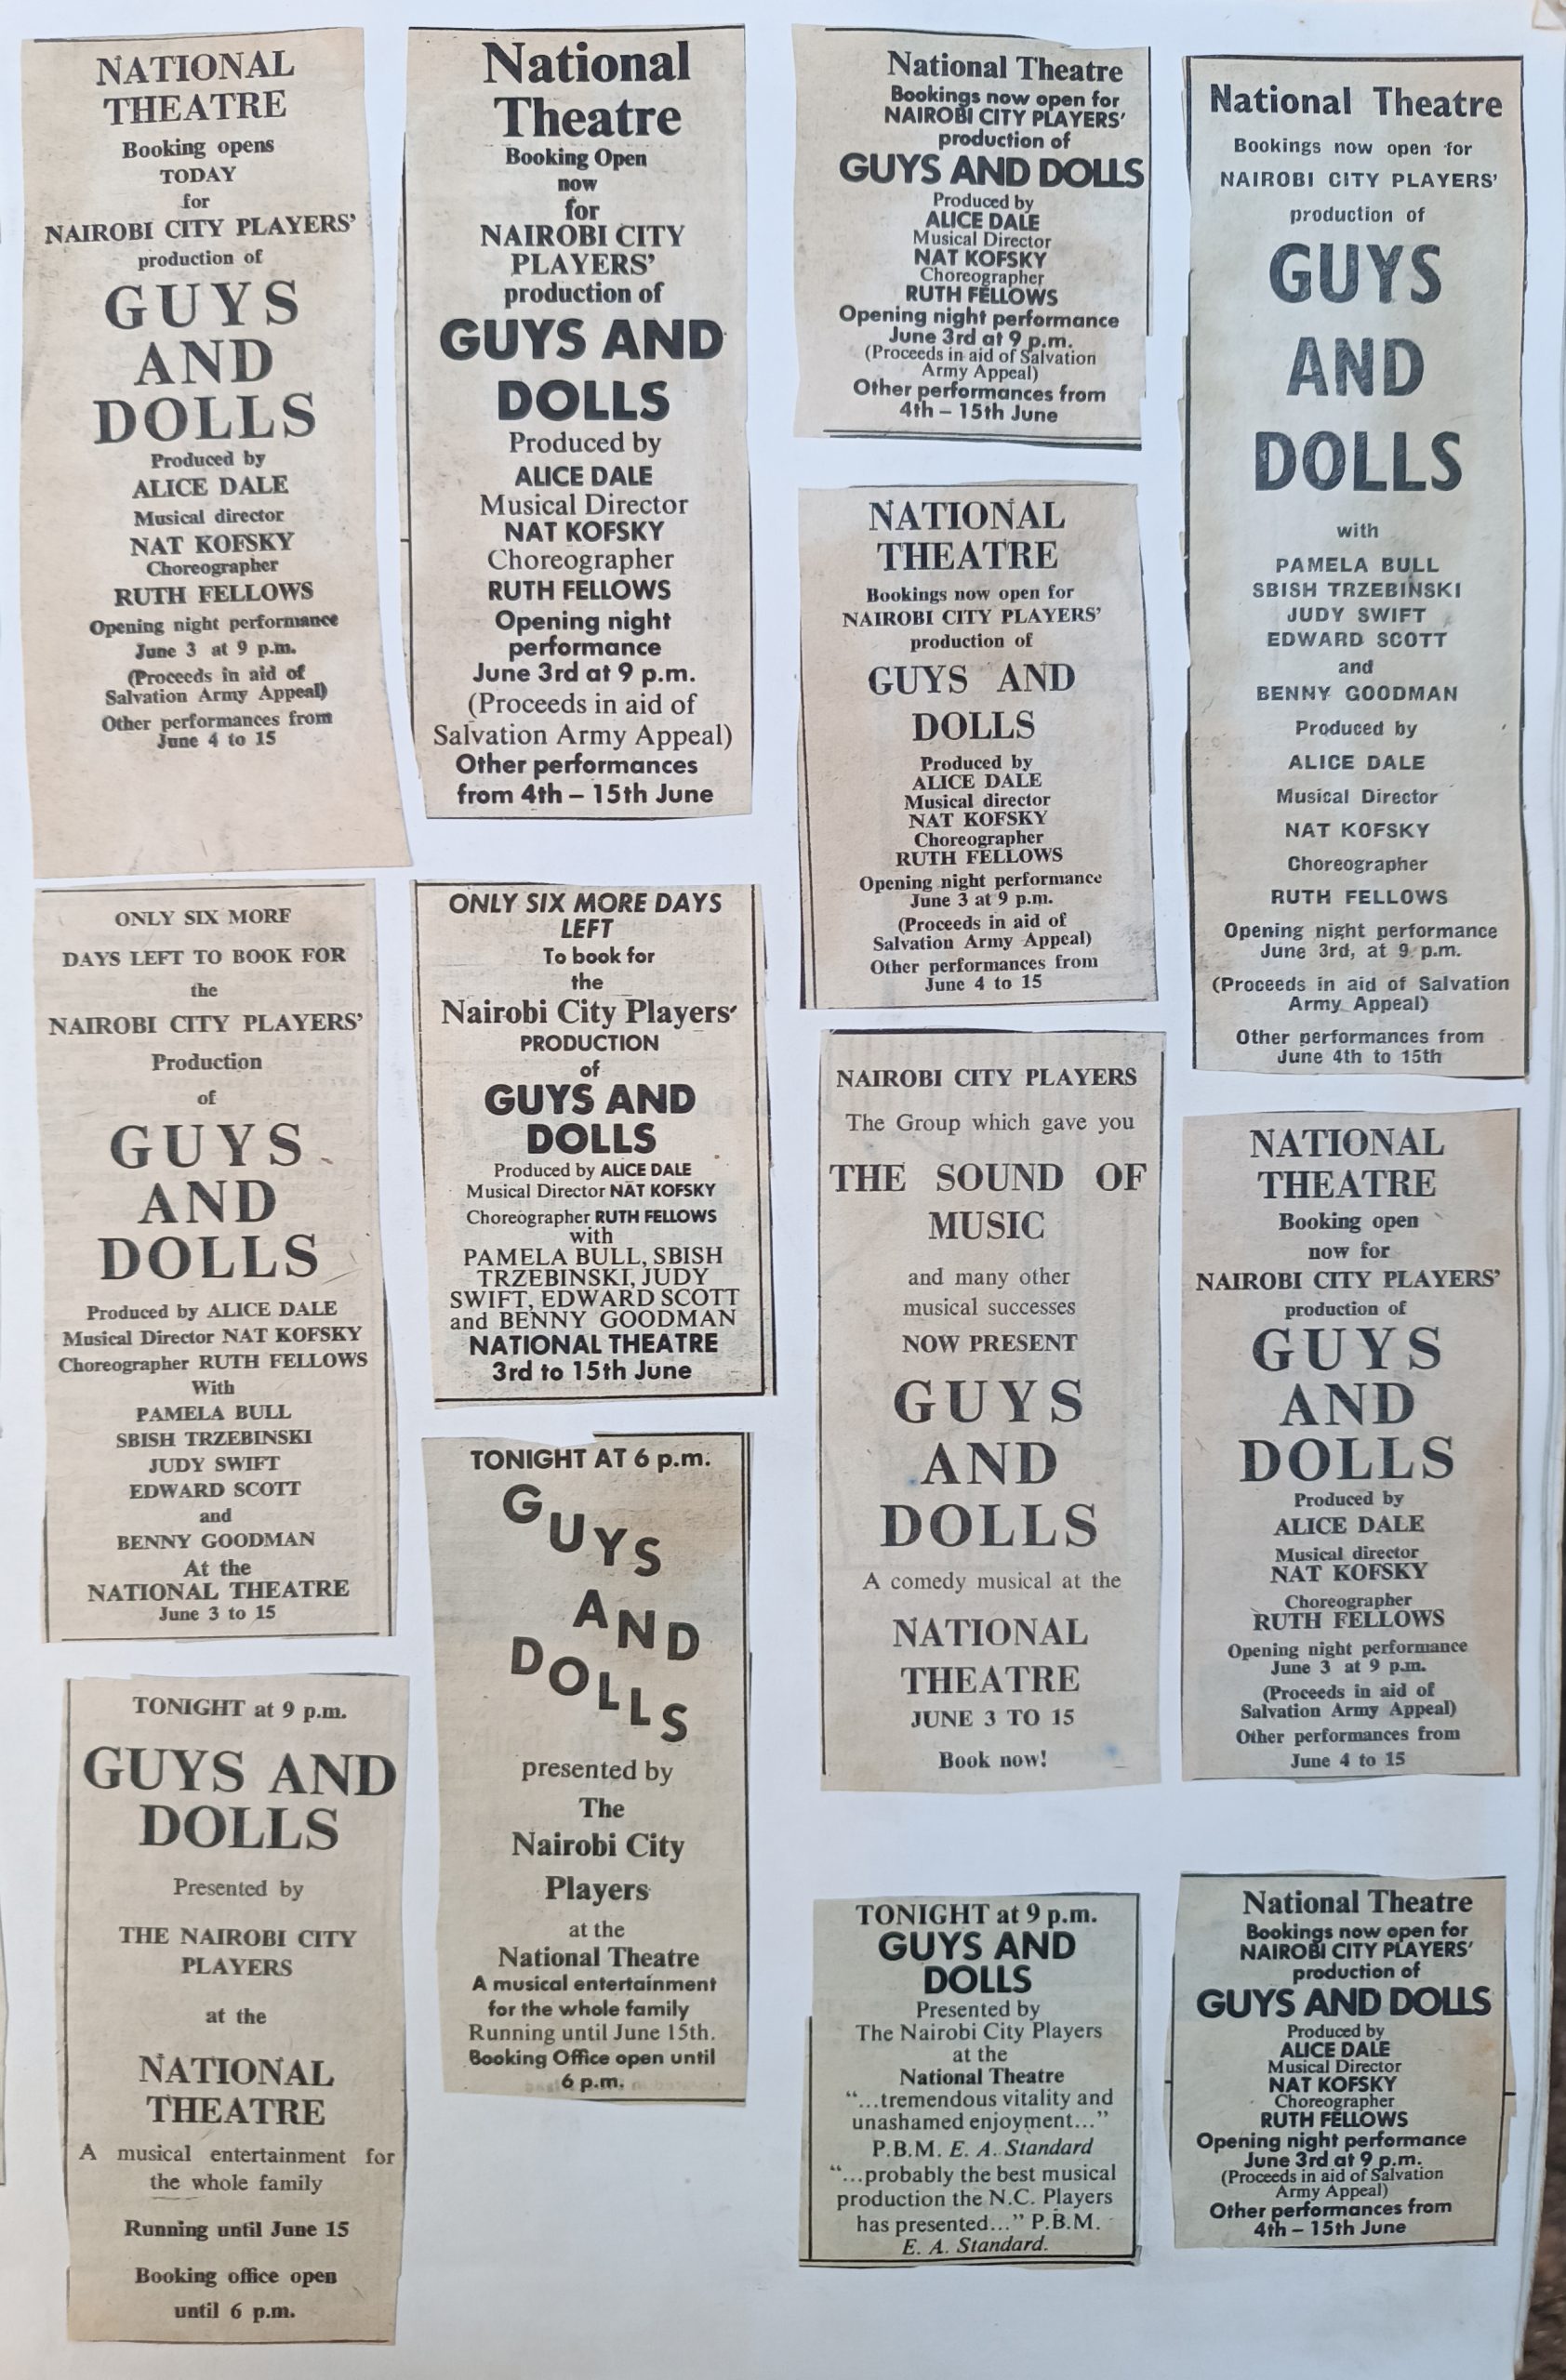 NATIONAL
THEATRE
Booking opens
TODAY
for
NAIROBI CITY PLAYERS'
production of
GUYS
AND
DOLLS
Produced by
ALICE DALE
Musical director
NAT KOFSKY
Choreographer
RUTH FELLOWS
Opening night performance
June 3 at 9 p.m.
(Proceeds in aid of
Salvation Army Appeal)
Other performances from
June 4 to 15
ONLY SIX MORE
DAYS LEFT TO BOOK FOR
the
NAIROBI CITY PLAYERS'
Production
of
GUYS
AND
DOLLS
Produced by ALICE DALE
Musical Director NAT KOFSKY
Choreographer RUTH FELLOWS
With
PAMELA BULL
SBISH TRZEBINSKI
JUDY SWIFT
EDWARD SCOTT
and
BENNY GOODMAN
At the
NATIONAL THEATRE
June 3 to 15
TONIGHT at 9 p.m.
GUYS AND
DOLLS
Presented by
THE NAIROBI CITY
PLAYERS
at the
NATIONAL
THEATRE
A musical entertainment for
the whole family
Running until June 15
Booking office open
until 6 p.m.
National
Theatre
Booking Open
now
for
NAIROBI CITY
PLAYERS'
production of
GUYS AND
DOLLS
Produced by
ALICE DALE
Musical Director
NAT KOFSKY
Choreographer
RUTH FELLOWS
Opening night
performance
June 3rd at 9 p.m.
(Proceeds in aid of
Salvation Army Appeal)
Other performances
from 4th – 15th June
ONLY SIX MORE DAYS
LEFT
To book for
the
Nairobi City Players'
PRODUCTION
of
GUYS AND
DOLLS
Produced by ALICE DALE
Musical Director NAT KOFSKY
Choreographer RUTH FELLOWS
with
PAMELA BULL, SBISH
TRZEBINSKI, JUDY
SWIFT, EDWARD SCOTT
and BENNY GOODMAN
NATIONAL THEATRE
3rd to 15th June
TONIGHT AT 6 p.m.
GUYS
AND
DOLLS
presented by
The
Nairobi City
Players
at the
National Theatre
A musical entertainment
for the whole family
Running until June 15th.
Booking Office open until
6 p.m.
National Theatre
Bookings now open for
NAIROBI CITY PLAYERS'
production of
GUYS AND DOLLS
Produced by
ALICE DALE
Musical Director
NAT KOFSKY
Choreographer
RUTH FELLOWS
Opening night performance
June 3rd at 9 p.m.
(Proceeds in aid of Salvation
Army Appeal)
Other performances from
4th – 15th June
NATIONAL
THEATRE
Bookings now open for
NAIROBI CITY PLAYERS'
production of
GUYS AND
DOLLS
Produced by
ALICE DALE
Musical director
NAT KOFSKY
Choreographer
RUTH FELLOWS
Opening night performance
June 3 at 9 p.m.
(Proceeds in aid of
Salvation Army Appeal)
Other performances from
June 4 to 15
NAIROBI CITY PLAYERS
The Group which gave you
THE SOUND OF
MUSIC
and many other
musical successes
NOW PRESENT
GUYS
AND
DOLLS
A comedy musical at the
NATIONAL
THEATRE
JUNE 3 TO 15
Book now!
TONIGHT at 9 p.m.
GUYS AND
DOLLS
Presented by
The Nairobi City Players
at the
National Theatre
"...tremendous vitality and
unashamed enjoyment..."
P.B.M. E. A. Standard
"...probably the best musical
production the N.C. Players
has presented..." P.B.M.
E. A. Standard.
National Theatre
Bookings now open for
NAIROBI CITY PLAYERS'
production of
GUYS
AND
DOLLS
with
PAMELA BULL
SBISH TRZEBINSKI
JUDY SWIFT
EDWARD SCOTT
and
BENNY GOODMAN
Produced by
ALICE DALE
Musical Director
NAT KOFSKY
Choreographer
RUTH FELLOWS
Opening night performance
June 3rd, at 9 p.m.
(Proceeds in aid of Salvation
Army Appeal)
Other performances from
June 4th to 15th
NATIONAL
THEATRE
Booking open
now for
NAIROBI CITY PLAYERS'
production of
GUYS
AND
DOLLS
Produced by
ALICE DALE
Musical director
NAT KOFSKY
Choreographer
RUTH FELLOWS
Opening night performance
June 3 at 9 p.m.
(Proceeds in aid of
Salvation Army Appeal)
Other performances from
June 4 to 15
National Theatre
Bookings now open for
NAIROBI CITY PLAYERS'
production of
GUYS AND DOLLS
Produced by
ALICE DALE
Musical Director
NAT KOFSKY
Choreographer
RUTH FELLOWS
Opening night performance
June 3rd at 9 p.m.
(Proceeds in aid of Salvation
Army Appeal)
Other performances from
4th – 15th June